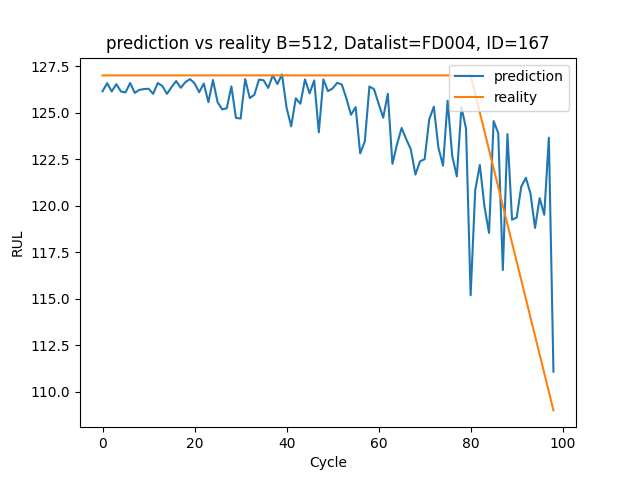 prediction vs reality B=512, Datalist=FD004, ID=167
127.5
125.0
122.5
120.0
117.5
115.0
112.5
110.0
RUL
prediction
reality
0 20 40 60 80 100
Cycle